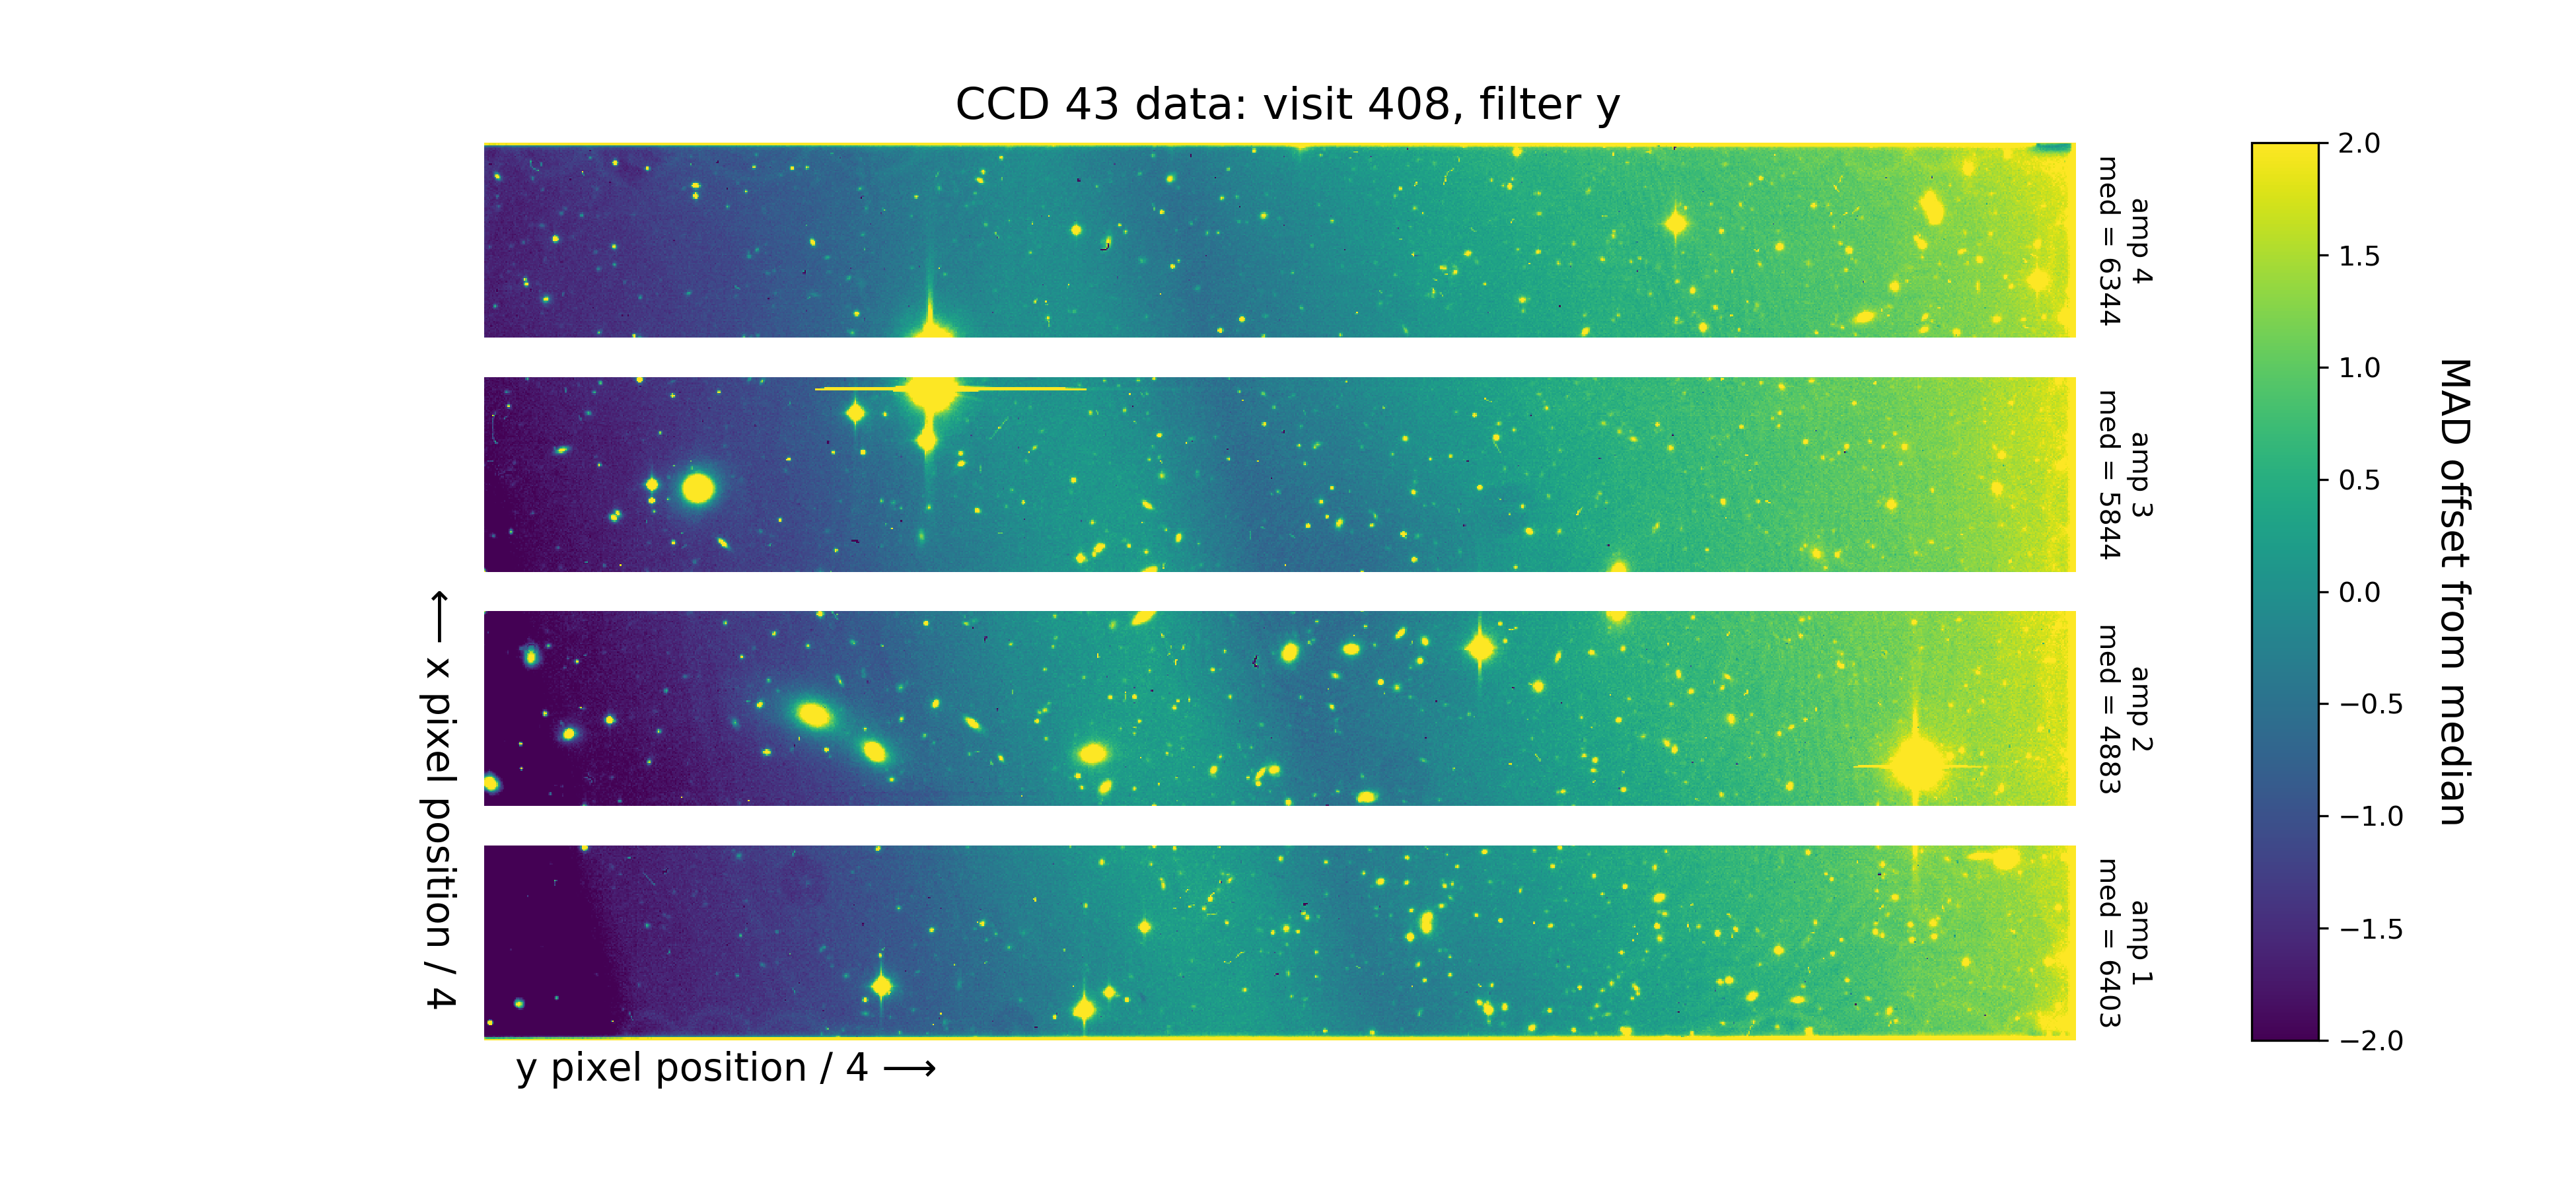 CCD 43 data: visit 408, filter y
amp 4
med = 6344
amp 3
med = 5844
amp 2
med = 4883
amp 1
med = 6403
x pixel position / 4 ⟶
y pixel position / 4 ⟶
2.0
1.5
1.0
0.5
0.0
−0.5
−1.0
−1.5
−2.0
MAD offset from median